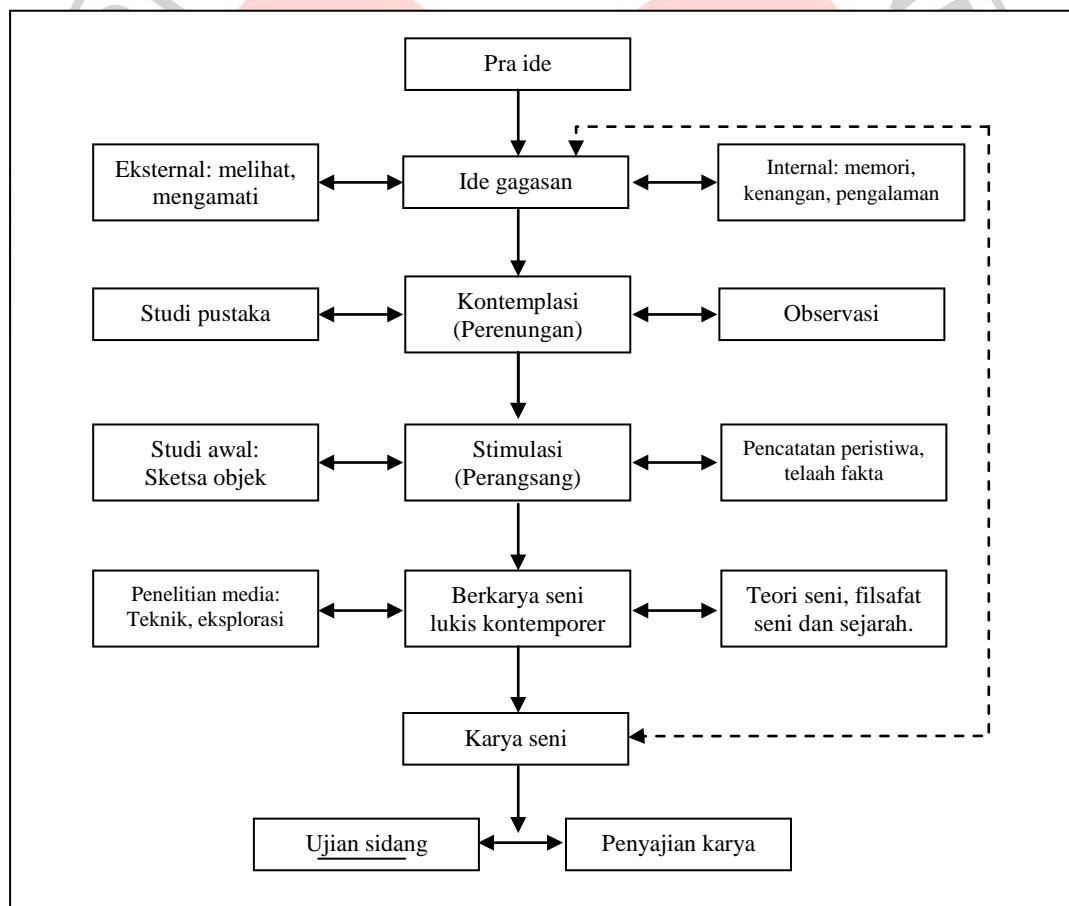 Pra ide
Eksternal: melihat,
mengamati
Ide gagasan
Internal: memori,
kenangan, pengalaman
Studi pustaka
Kontemplasi
(Perenungan)
Observasi
Studi awal:
Sketsa objek
Stimulasi
(Perangsang)
Pencatatan peristiwa,
telaah fakta
Penelitian media:
Teknik, eksplorasi
Berkarya seni
lukis kontemporer
Teori seni, filsafat
seni dan sejarah.
Karya seni
Ujian sidang
Penyajian karya